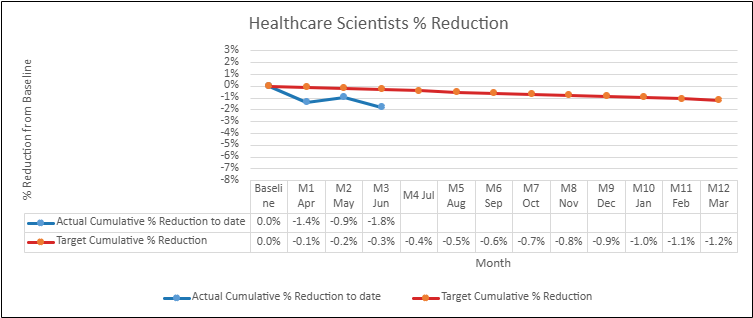 Healthcare Scientists % Reduction
% Reduction from Baseline
3%
2%
1%
0%
-1%
-2%
-3%
-4%
-5%
-6%
-7%
-8%
Baseli M1 M2 M3 M4 Jul M5 M6 M7 M8 M9 M10 M11 M12
ne Apr May Jun Aug Sep Oct Nov Dec Jan Feb Mar
Actual Cumulative % Reduction to date 0.0% -1.4% -0.9% -1.8%
Target Cumulative % Reduction 0.0% -0.1% -0.2% -0.3% -0.4% -0.5% -0.6% -0.7% -0.8% -0.9% -1.0% -1.1% -1.2%
Month
Actual Cumulative % Reduction to date Target Cumulative % Reduction